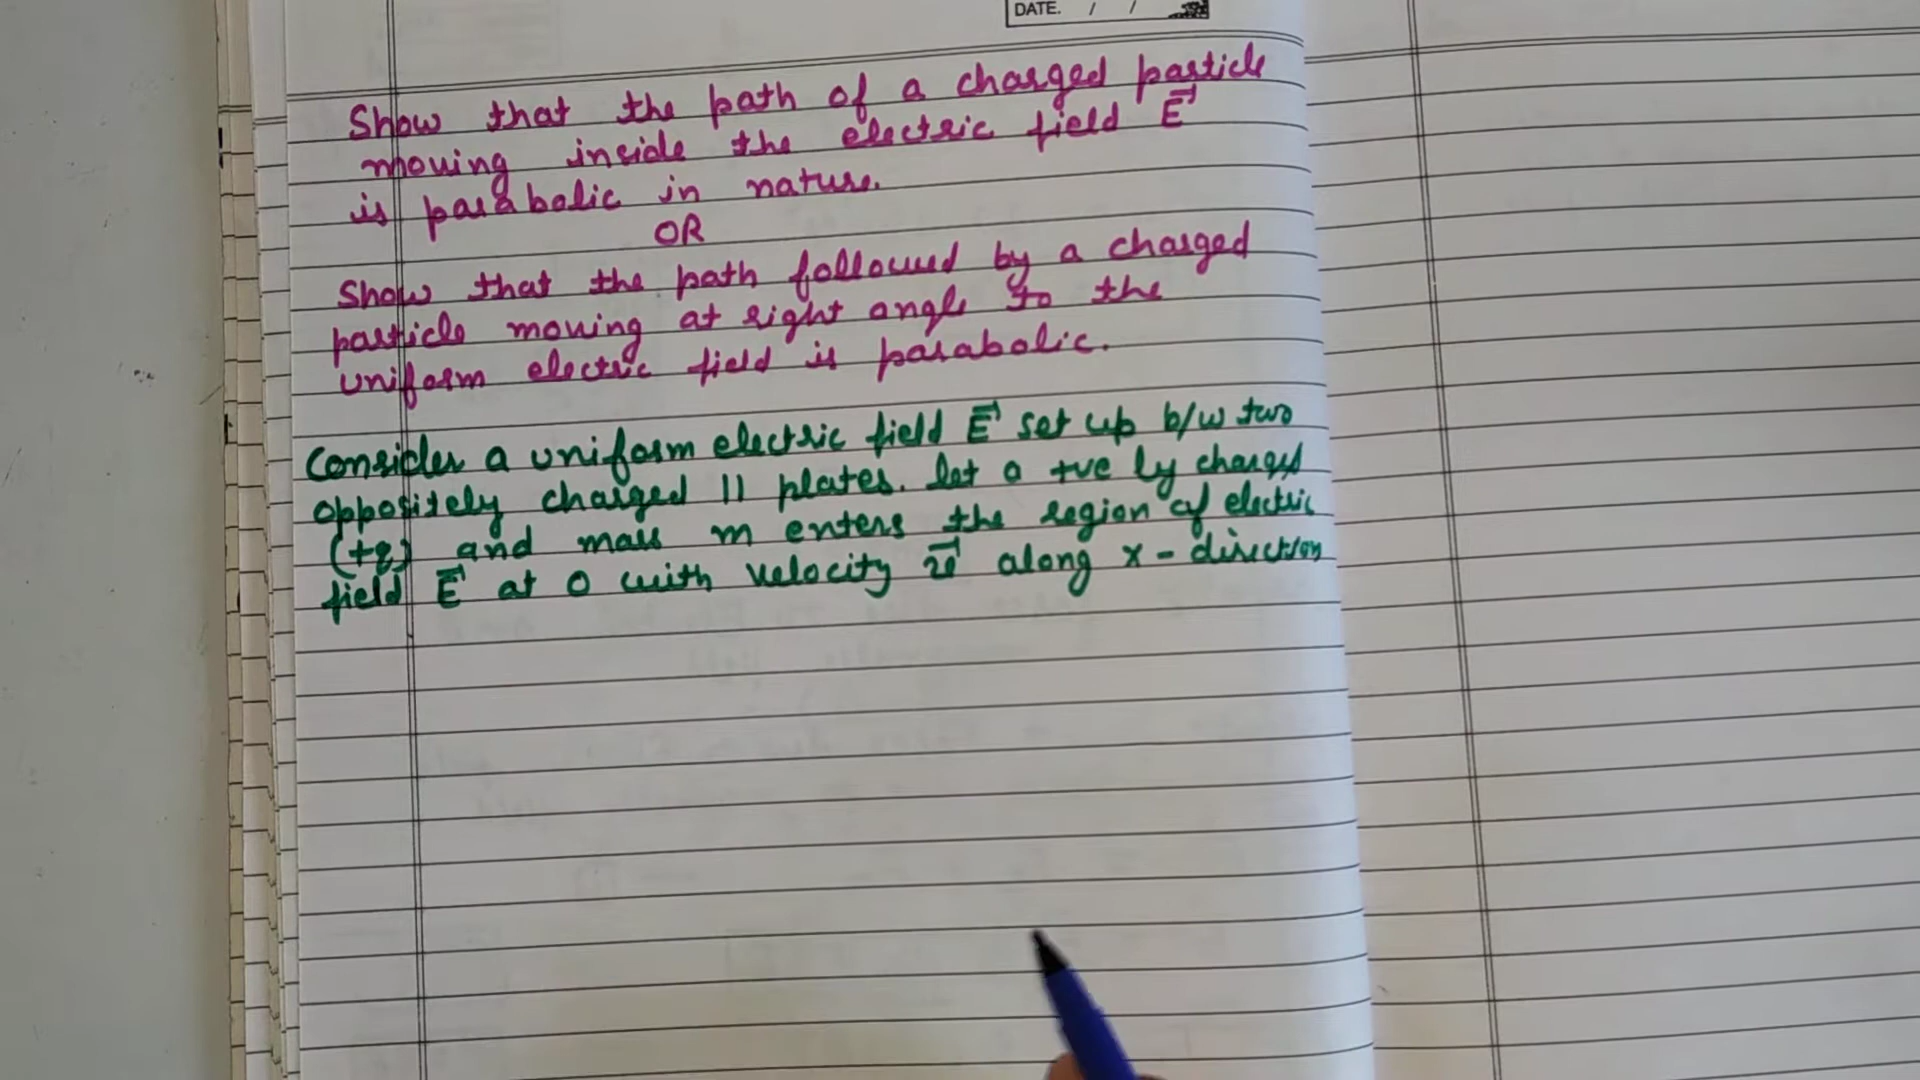 DATE. / /
Show that the path of a charged particle
moving inside the electric field E⃗
is parabolic in nature.
OR
Show that the path followed by a charged
particle moving at right angle to the
uniform electric field is parabolic.
Consider a uniform electric field E⃗ set up b/w two
oppositely charged || plates. let a +ve ly charged
(+q) and mass m enters the region of electric
field E⃗ at O with velocity v⃗ along x-direction